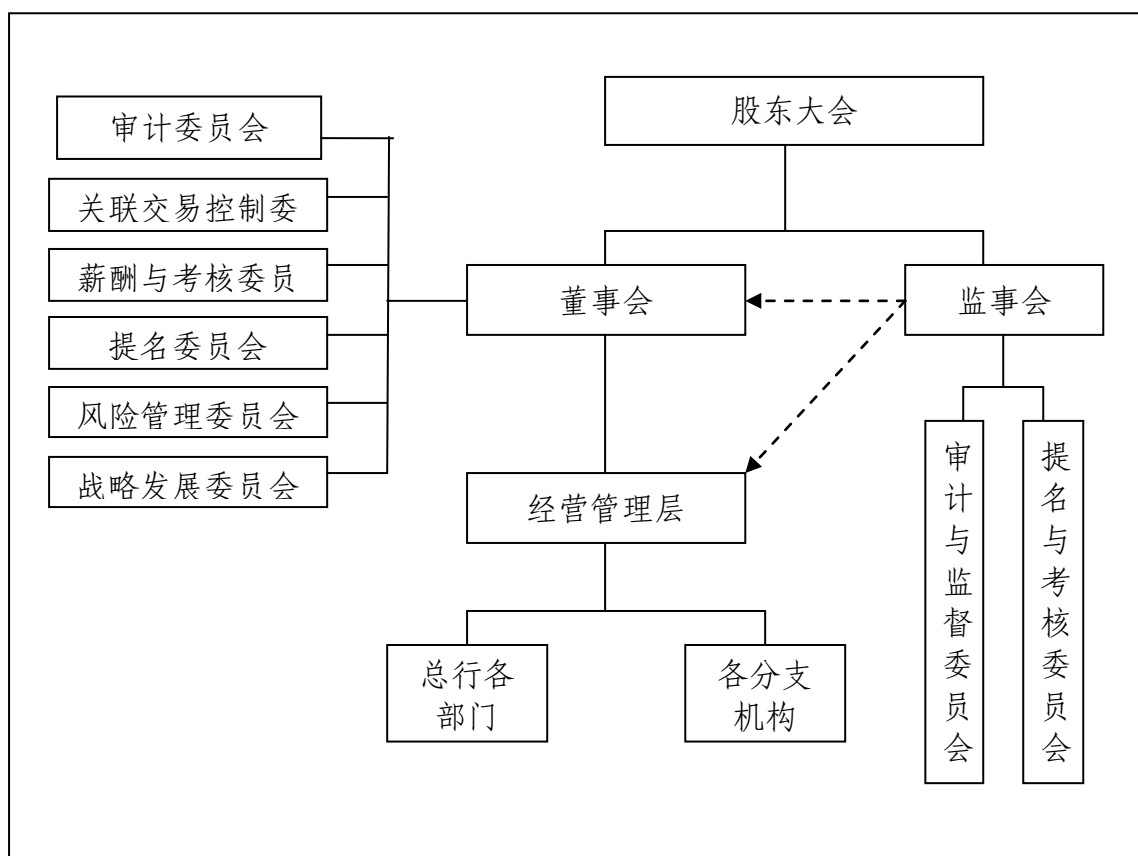 股东大会
审计委员会
关联交易控制委
薪酬与考核委员
提名委员会
风险管理委员会
战略发展委员会
董事会
监事会
经营管理层
总行各
部门
各分支
机构
审计与监督委员会
提名与考核委员会